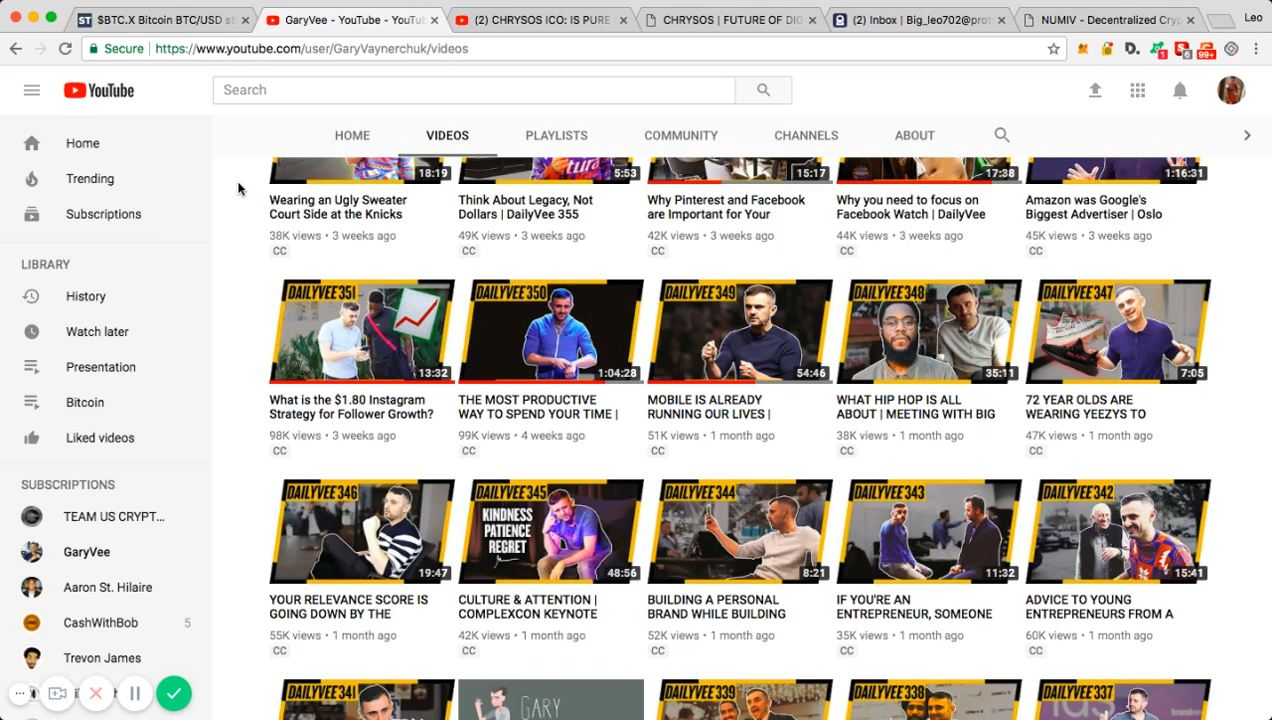 $BTC.X Bitcoin BTC/USD st
GaryVee - YouTube - YouTu
(2) CHRYSOS ICO: IS PURE
CHRYSOS | FUTURE OF DIG
(2) Inbox | Big_leo702@prot
NUMIV - Decentralized Cryp
Leo
Secure
https://www.youtube.com/user/GaryVaynerchuk/videos
YouTube
Search
HOME
VIDEOS
PLAYLISTS
COMMUNITY
CHANNELS
ABOUT
Home
Trending
Subscriptions
LIBRARY
History
Watch later
Presentation
Bitcoin
Liked videos
SUBSCRIPTIONS
TEAM US CRYPT...
GaryVee
Aaron St. Hilaire
CashWithBob 5
Trevon James
18:19
Wearing an Ugly Sweater
Court Side at the Knicks
38K views • 3 weeks ago
CC
5:53
Think About Legacy, Not
Dollars | DailyVee 355
49K views • 3 weeks ago
CC
15:17
Why Pinterest and Facebook
are Important for Your
42K views • 3 weeks ago
CC
17:38
Why you need to focus on
Facebook Watch | DailyVee
44K views • 3 weeks ago
CC
1:16:31
Amazon was Google's
Biggest Advertiser | Oslo
45K views • 3 weeks ago
CC
DAILYVEE351
13:32
What is the $1.80 Instagram
Strategy for Follower Growth?
98K views • 3 weeks ago
CC
DAILYVEE350
1:04:28
THE MOST PRODUCTIVE
WAY TO SPEND YOUR TIME |
99K views • 4 weeks ago
CC
DAILYVEE349
54:46
MOBILE IS ALREADY
RUNNING OUR LIVES |
51K views • 1 month ago
CC
DAILYVEE348
35:11
WHAT HIP HOP IS ALL
ABOUT | MEETING WITH BIG
38K views • 1 month ago
CC
DAILYVEE347
7:05
72 YEAR OLDS ARE
WEARING YEEZYS TO
47K views • 1 month ago
CC
DAILYVEE346
19:47
YOUR RELEVANCE SCORE IS
GOING DOWN BY THE
55K views • 1 month ago
CC
DAILYVEE345
KINDNESS
PATIENCE
REGRET
48:56
CULTURE & ATTENTION |
COMPLEXCON KEYNOTE
42K views • 1 month ago
CC
DAILYVEE344
8:21
BUILDING A PERSONAL
BRAND WHILE BUILDING
52K views • 1 month ago
CC
DAILYVEE343
11:32
IF YOU'RE AN
ENTREPRENEUR, SOMEONE
35K views • 1 month ago
CC
DAILYVEE342
15:41
ADVICE TO YOUNG
ENTREPRENEURS FROM A
60K views • 1 month ago
CC
DAILYVEE341
GARY
DAILYVEE339
DAILYVEE338
DAILYVEE337